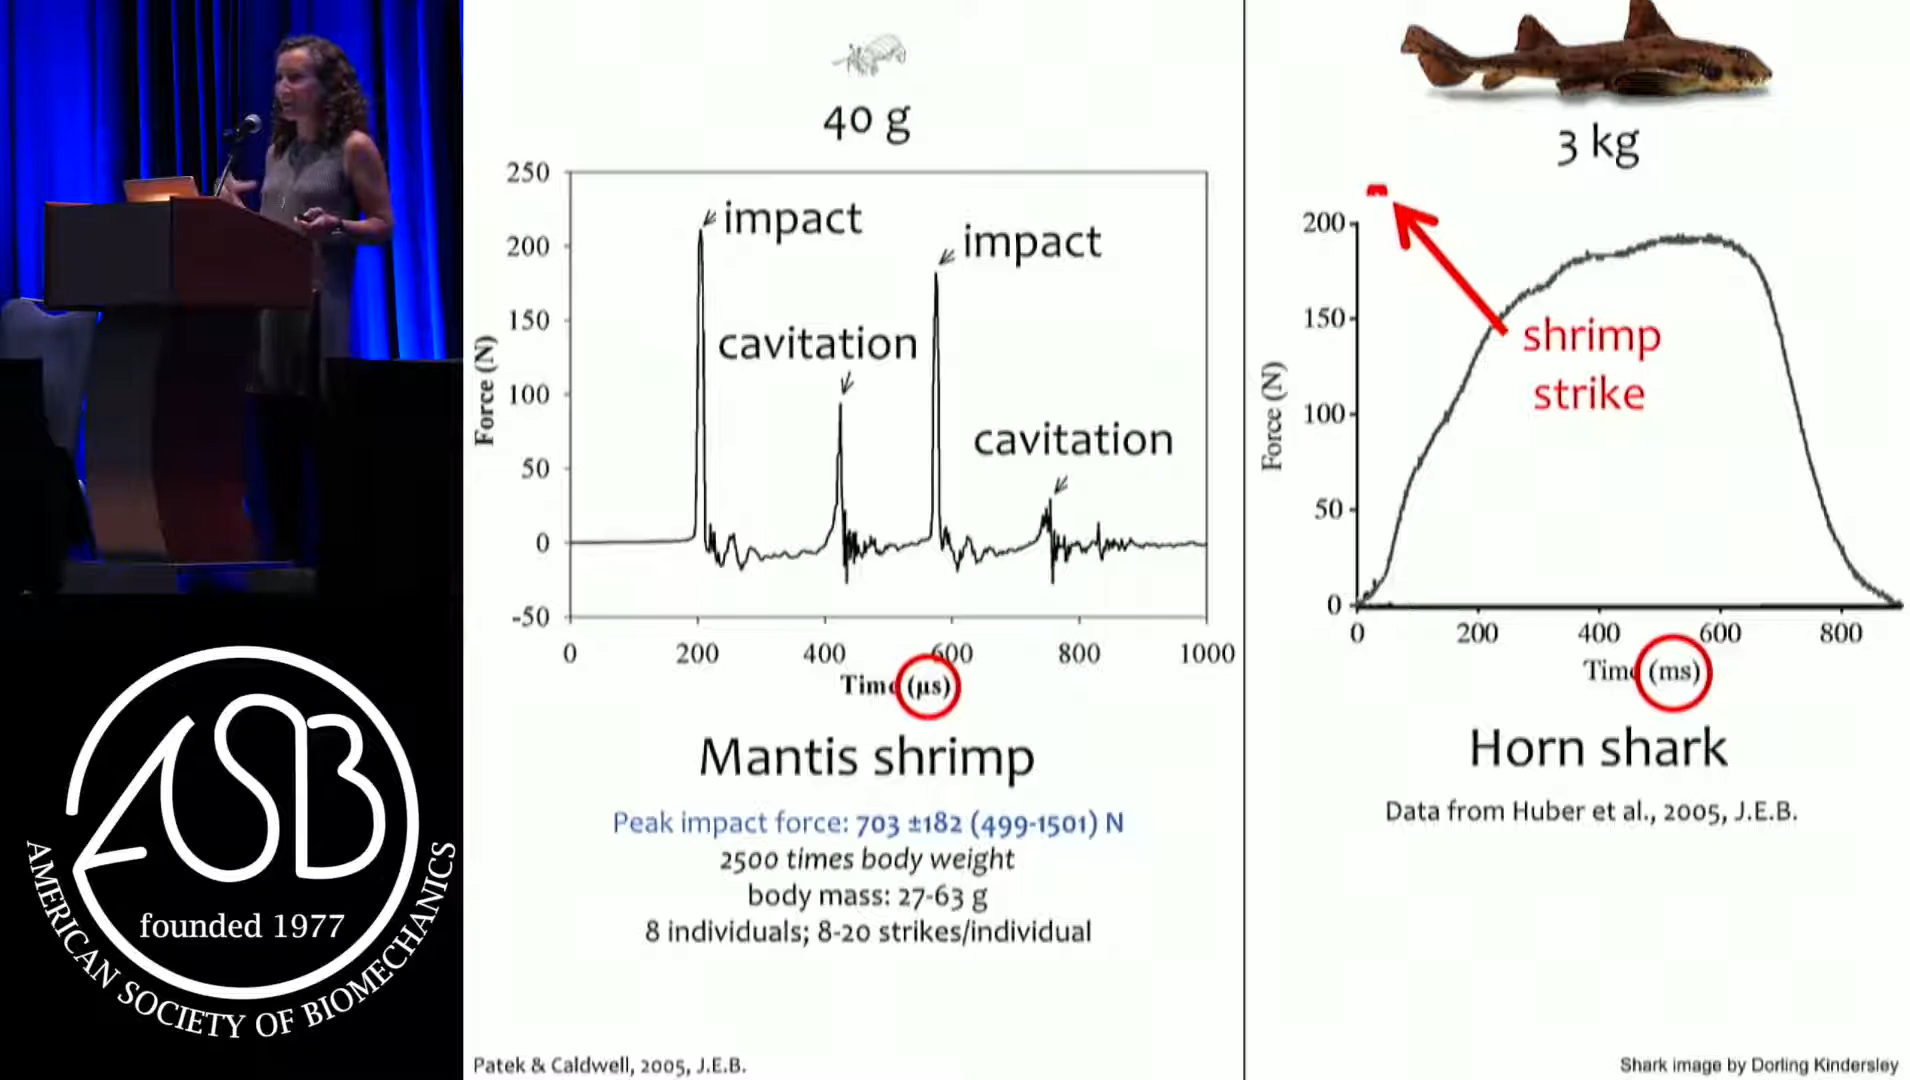 40 g
250
200
150
100
50
0
-50
Force (N)
impact
impact
cavitation
cavitation
0 200 400 600 800 1000
Time (µs)
Mantis shrimp
Peak impact force: 703 ±182 (499-1501) N
2500 times body weight
body mass: 27-63 g
8 individuals; 8-20 strikes/individual
Patek & Caldwell, 2005, J.E.B.
3 kg
200
150
100
50
0
Force (N)
shrimp
strike
0 200 400 600 800
Time (ms)
Horn shark
Data from Huber et al., 2005, J.E.B.
Shark image by Dorling Kindersley
ASB
founded 1977
AMERICAN SOCIETY OF BIOMECHANICS